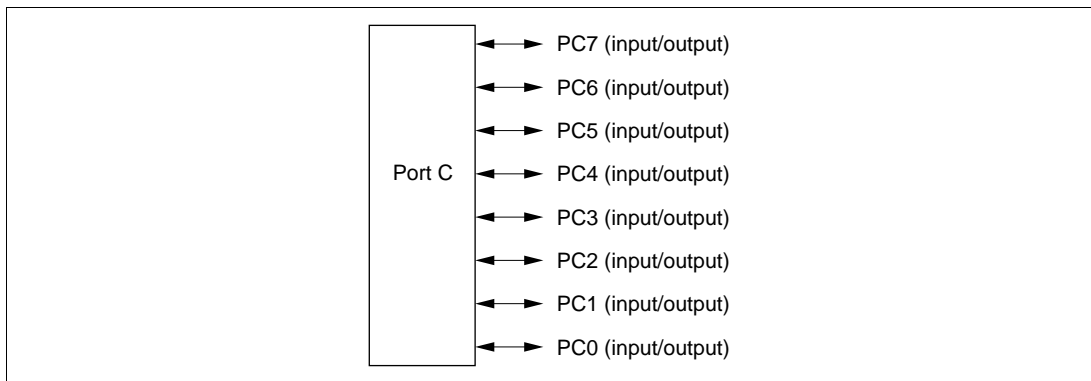 PC7 (input/output)
PC6 (input/output)
PC5 (input/output)
Port C
PC4 (input/output)
PC3 (input/output)
PC2 (input/output)
PC1 (input/output)
PC0 (input/output)